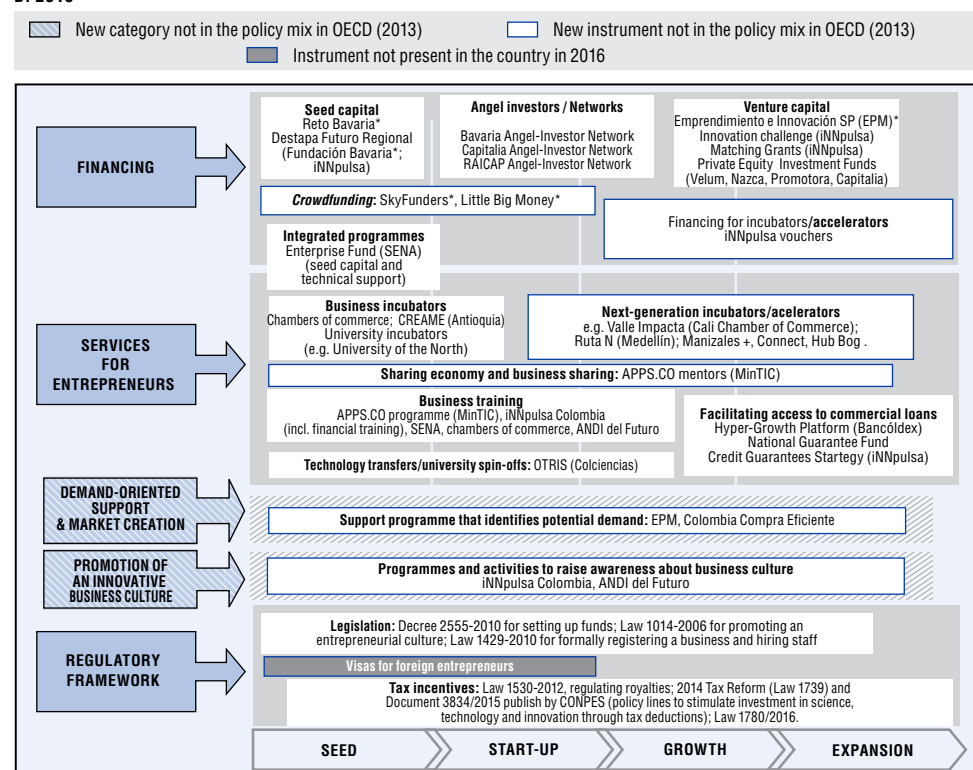 New category not in the policy mix in OECD (2013)
New instrument not in the policy mix in OECD (2013)
Instrument not present in the country in 2016
FINANCING
Seed capital
Reto Bavaria*
Destapa Futuro Regional
(Fundación Bavaria*;
iNNpulsa)
Angel investors / Networks
Bavaria Angel-Investor Network
Capitalia Angel-Investor Network
RAICAP Angel-Investor Network
Venture capital
Emprendimiento e Innovación SP (EPM)*
Innovation challenge (iNNpulsa)
Matching Grants (iNNpulsa)
Private Equity Investment Funds
(Velum, Nazca, Promotora, Capitalia)
Crowdfunding: SkyFunders*, Little Big Money*
Financing for incubators/accelerators
iNNpulsa vouchers
Integrated programmes
Enterprise Fund (SENA)
(seed capital and
technical support)
SERVICES
FOR
ENTREPRENEURS
Business incubators
Chambers of commerce; CREAME (Antioquia)
University incubators
(e.g. University of the North)
Next-generation incubators/acelerators
e.g. Valle Impacta (Cali Chamber of Commerce);
Ruta N (Medellín); Manizales +, Connect, Hub Bog .
Sharing economy and business sharing: APPS.CO mentors (MinTIC)
Business training
APPS.CO programme (MinTIC), iNNpulsa Colombia
(incl. financial training), SENA, chambers of commerce, ANDI del Futuro
Facilitating access to commercial loans
Hyper-Growth Platform (Bancóldex)
National Guarantee Fund
Credit Guarantees Startegy (iNNpulsa)
Technology transfers/university spin-offs: OTRIS (Colciencias)
DEMAND-ORIENTED
SUPPORT
& MARKET CREATION
Support programme that identifies potential demand: EPM, Colombia Compra Eficiente
PROMOTION OF
AN INNOVATIVE
BUSINESS CULTURE
Programmes and activities to raise awareness about business culture
iNNpulsa Colombia, ANDI del Futuro
REGULATORY
FRAMEWORK
Legislation: Decree 2555-2010 for setting up funds; Law 1014-2006 for promoting an
entrepreneurial culture; Law 1429-2010 for formally registering a business and hiring staff
Visas for foreign entrepreneurs
Tax incentives: Law 1530-2012, regulating royalties; 2014 Tax Reform (Law 1739) and
Document 3834/2015 publish by CONPES (policy lines to stimulate investment in science,
technology and innovation through tax deductions); Law 1780/2016.
SEED
START-UP
GROWTH
EXPANSION